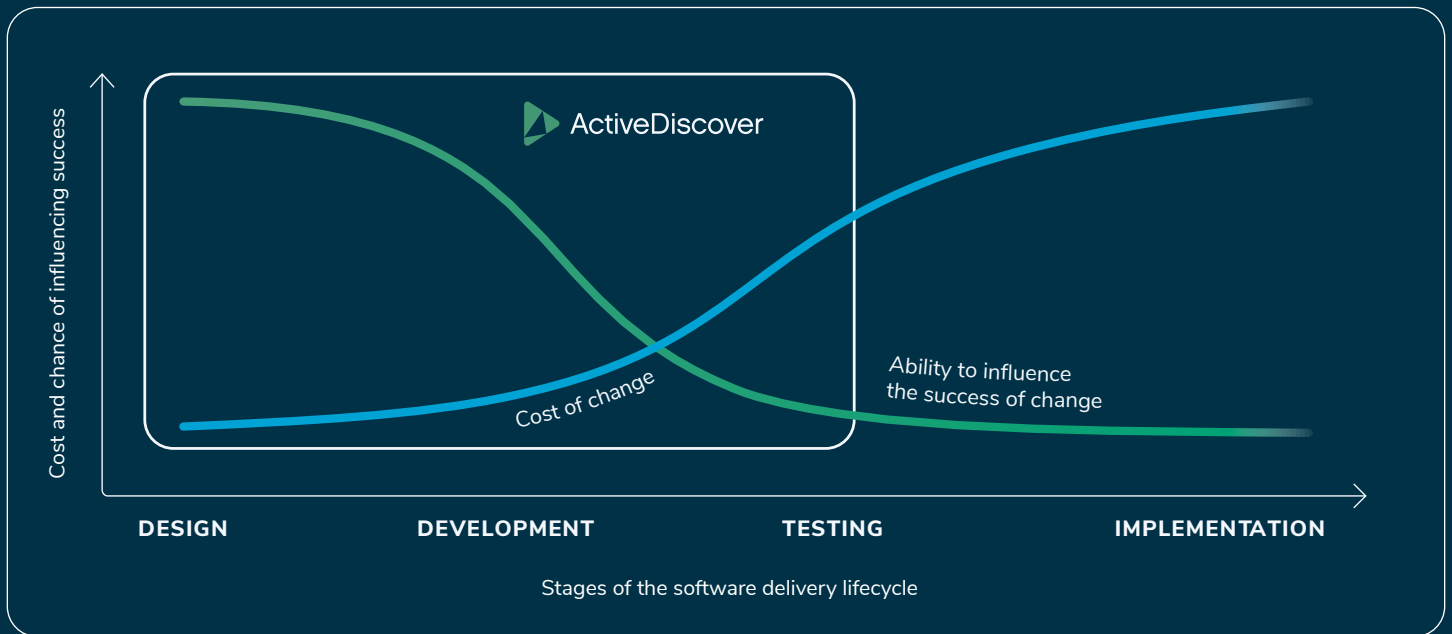 Cost and chance of influencing success
ActiveDiscover
Cost of change
Ability to influence
the success of change
DESIGN
DEVELOPMENT
TESTING
IMPLEMENTATION
Stages of the software delivery lifecycle